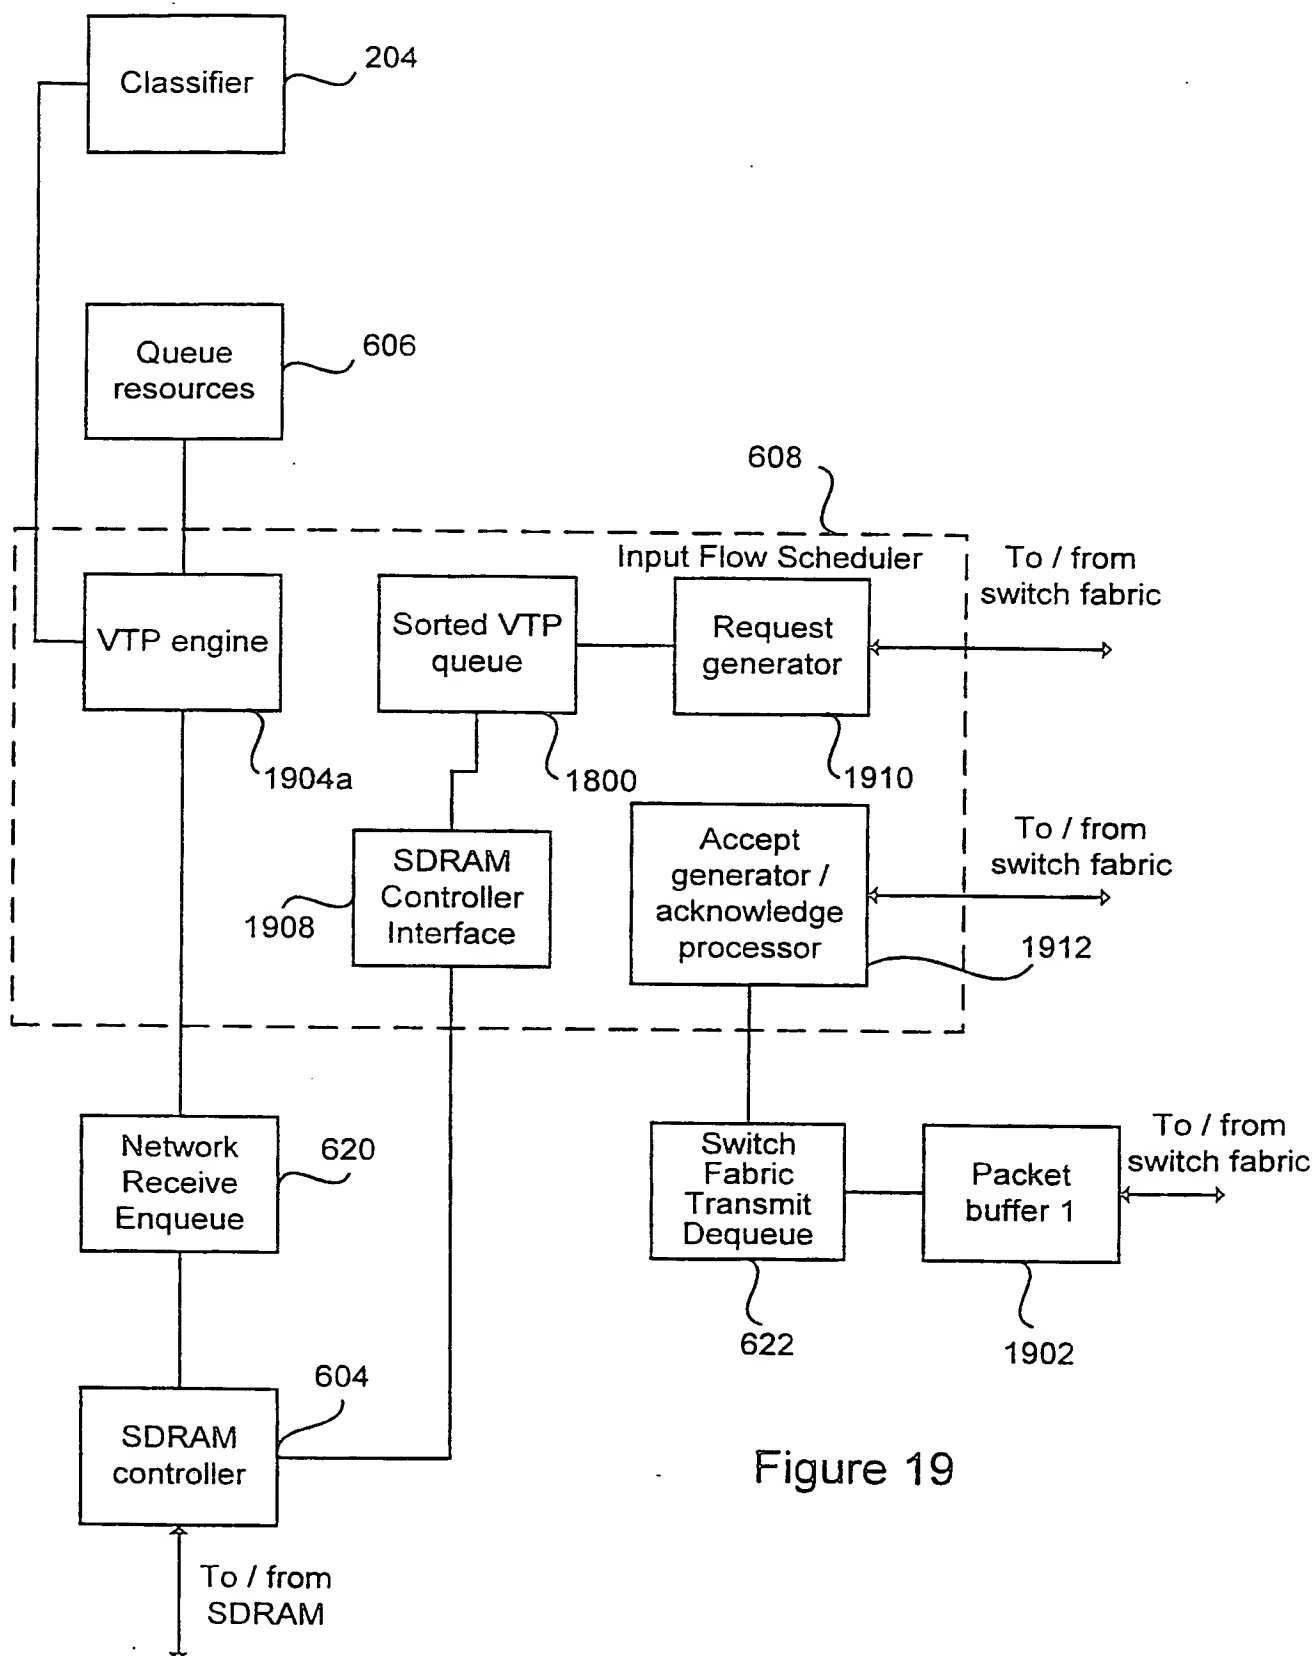 Classifier
204
Queue
resources
606
608
Input Flow Scheduler
To / from
switch fabric
VTP engine
Sorted VTP
queue
Request
generator
1904a
1800
1910
SDRAM
Controller
Interface
1908
Accept
generator /
acknowledge
processor
To / from
switch fabric
1912
Network
Receive
Enqueue
620
Switch
Fabric
Transmit
Dequeue
Packet
buffer 1
To / from
switch fabric
622
1902
604
SDRAM
controller
Figure 19
To / from
SDRAM